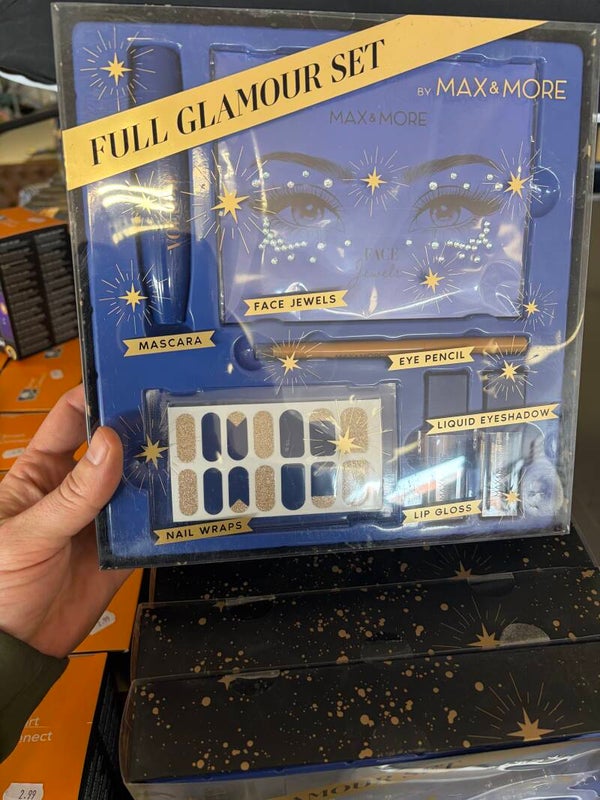 FULL GLAMOUR SET
BY MAX & MORE
MAX&MORE
FACE
Jewels
FACE JEWELS
MASCARA
EYE PENCIL
LIQUID EYESHADOW
NAIL WRAPS
LIP GLOSS
2.99